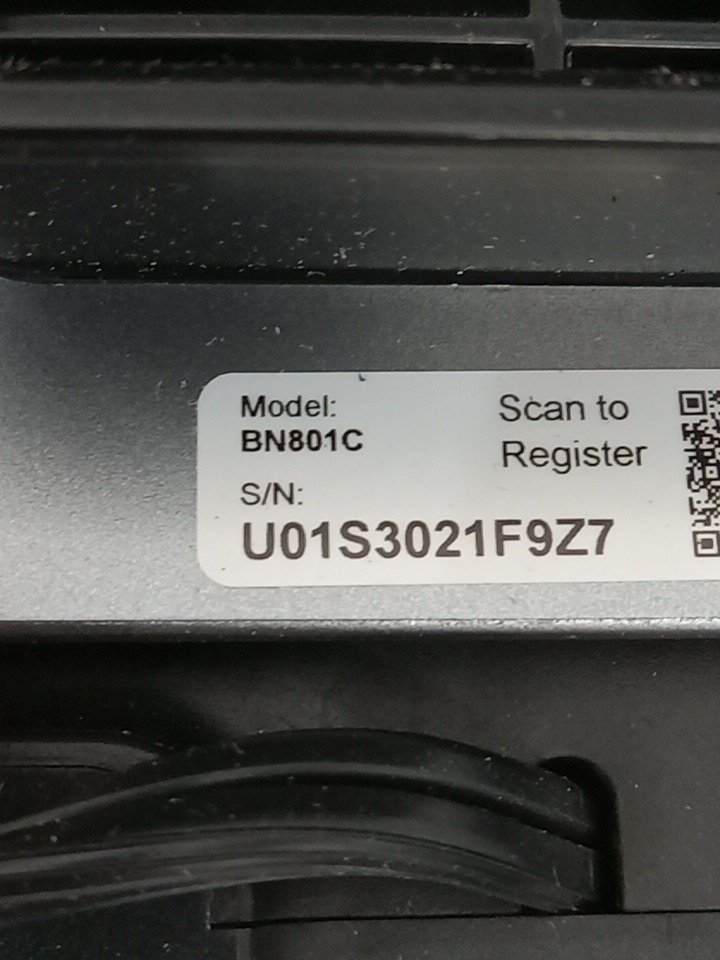 Model:
BN801C
S/N:
U01S3021F9Z7
Scan to
Register